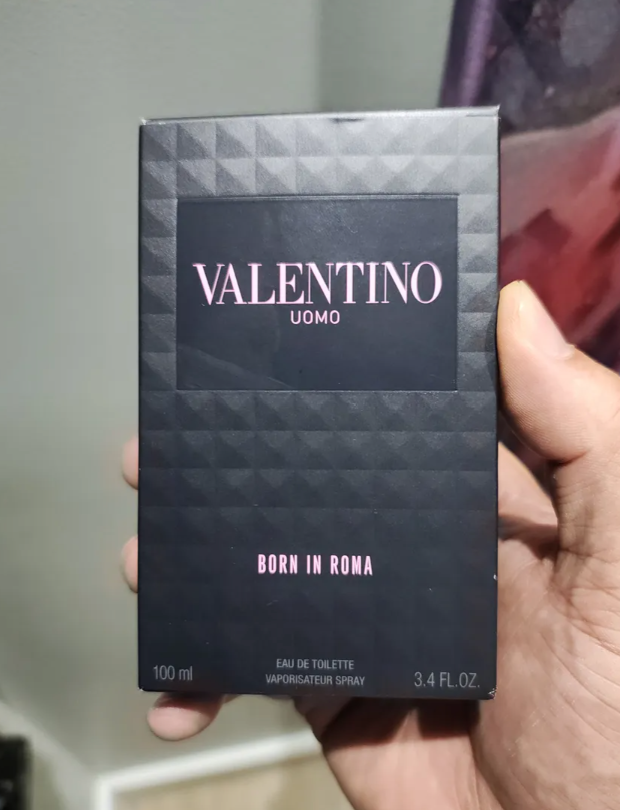 VALENTINO
UOMO
BORN IN ROMA
EAU DE TOILETTE
100 ml VAPORISATEUR SPRAY 3.4 FL.OZ.